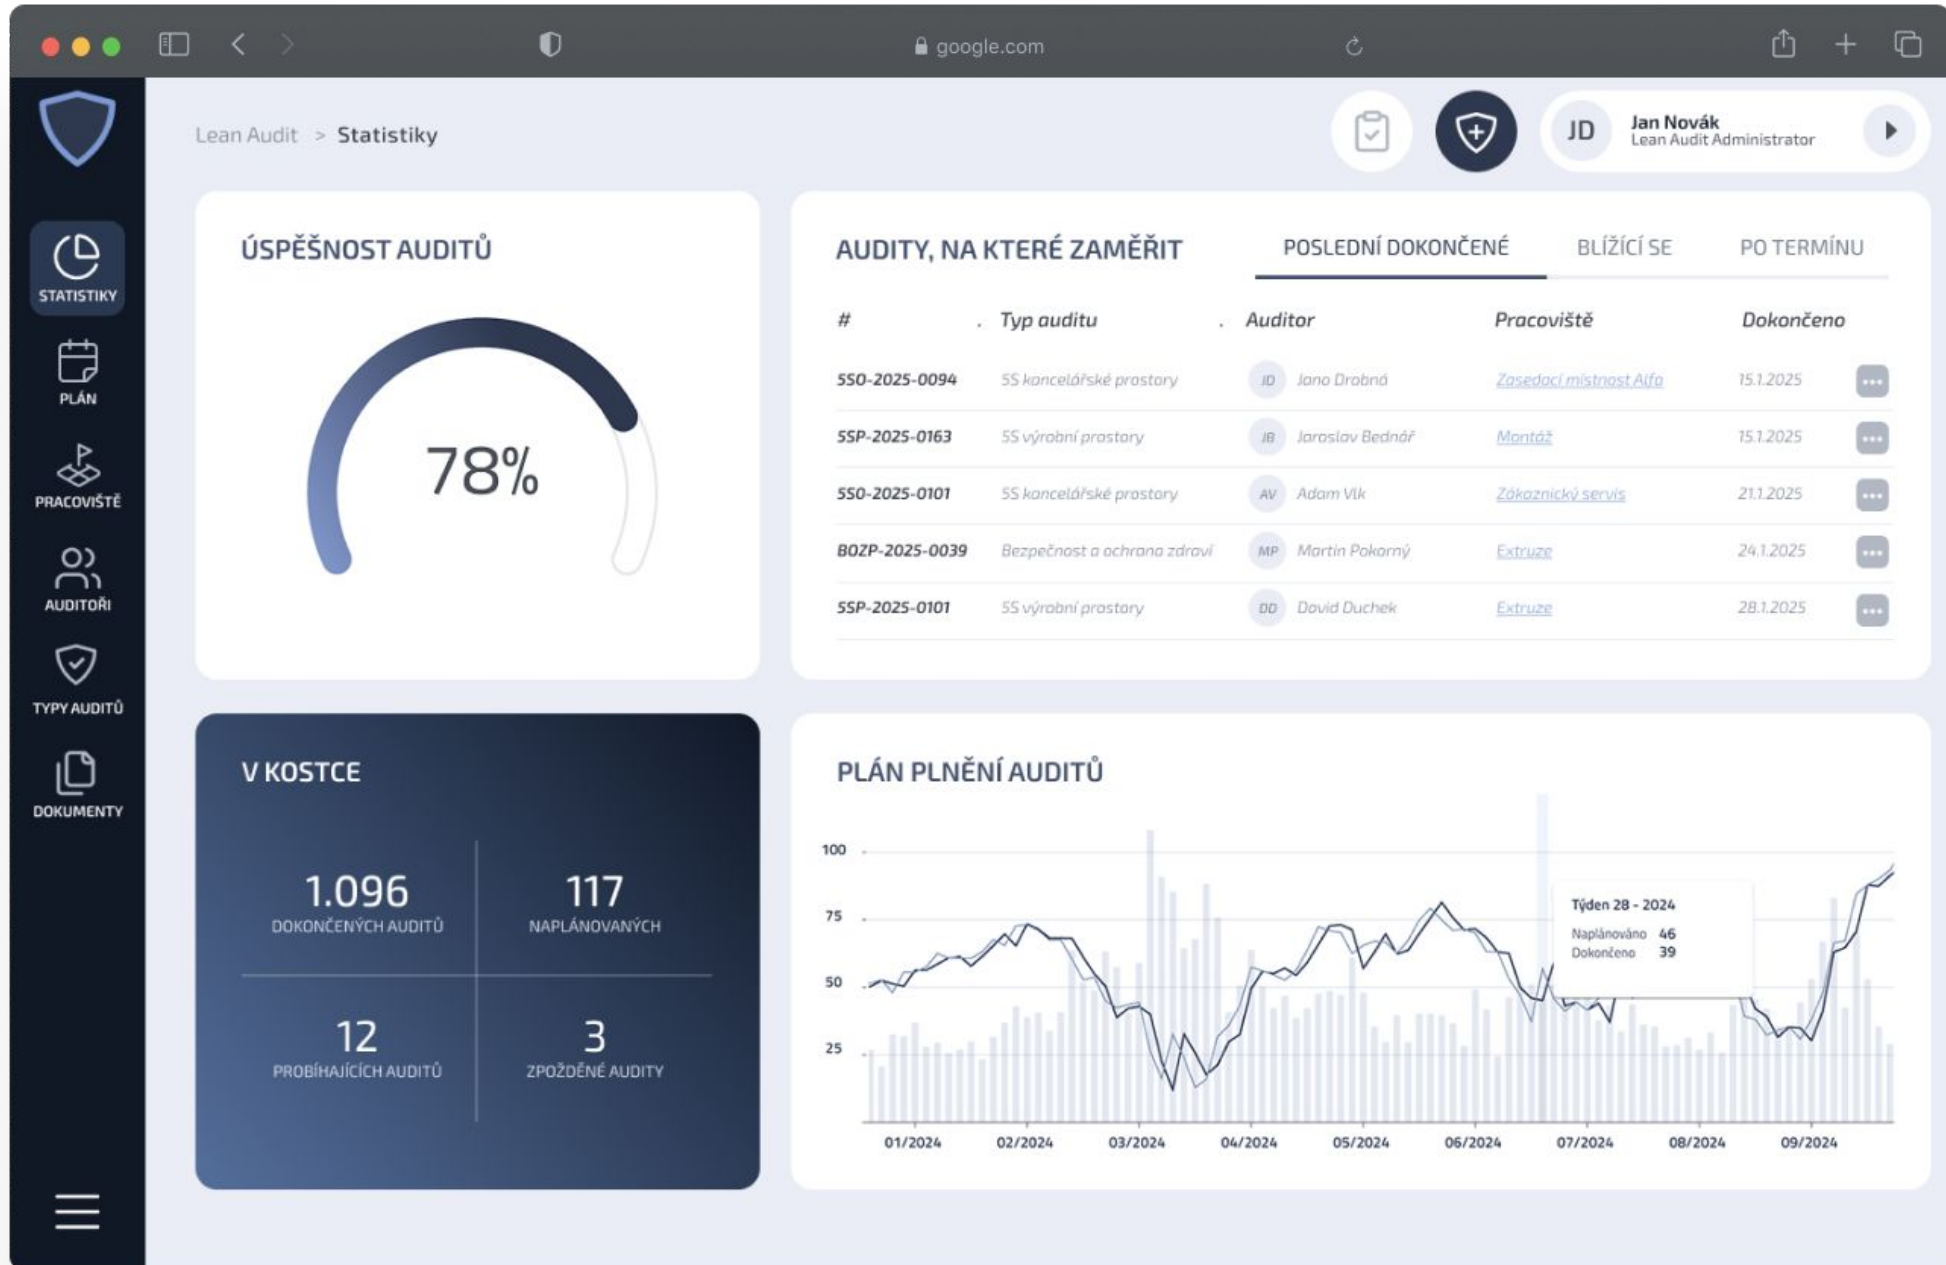 google.com
Lean Audit > Statistiky
JD
Jan Novák
Lean Audit Administrator
STATISTIKY
PLÁN
PRACOVIŠTĚ
AUDITOŘI
TYPY AUDITŮ
DOKUMENTY
ÚSPĚŠNOST AUDITŮ
78%
AUDITY, NA KTERÉ ZAMĚŘIT
POSLEDNÍ DOKONČENÉ BLÍŽÍCÍ SE PO TERMÍNU
# . Typ auditu . Auditor Pracoviště Dokončeno
5SO-2025-0094 5S kancelářské prostory JD Jana Drobná Zasedací místnost Alfa 15.1.2025
5SP-2025-0163 5S výrobní prostory JB Jaroslav Bednář Montáž 15.1.2025
5SO-2025-0101 5S kancelářské prostory AV Adam Vlk Zákaznický servis 21.1.2025
BOZP-2025-0039 Bezpečnost a ochrana zdraví MP Martin Pokorný Extruze 24.1.2025
5SP-2025-0101 5S výrobní prostory DD David Duchek Extruze 28.1.2025
V KOSTCE
1.096
DOKONČENÝCH AUDITŮ
117
NAPLÁNOVANÝCH
12
PROBÍHAJÍCÍCH AUDITŮ
3
ZPOŽDĚNÉ AUDITY
PLÁN PLNĚNÍ AUDITŮ
100
75
50
25
Týden 28 - 2024
Naplánováno 46
Dokončeno 39
01/2024 02/2024 03/2024 04/2024 05/2024 06/2024 07/2024 08/2024 09/2024